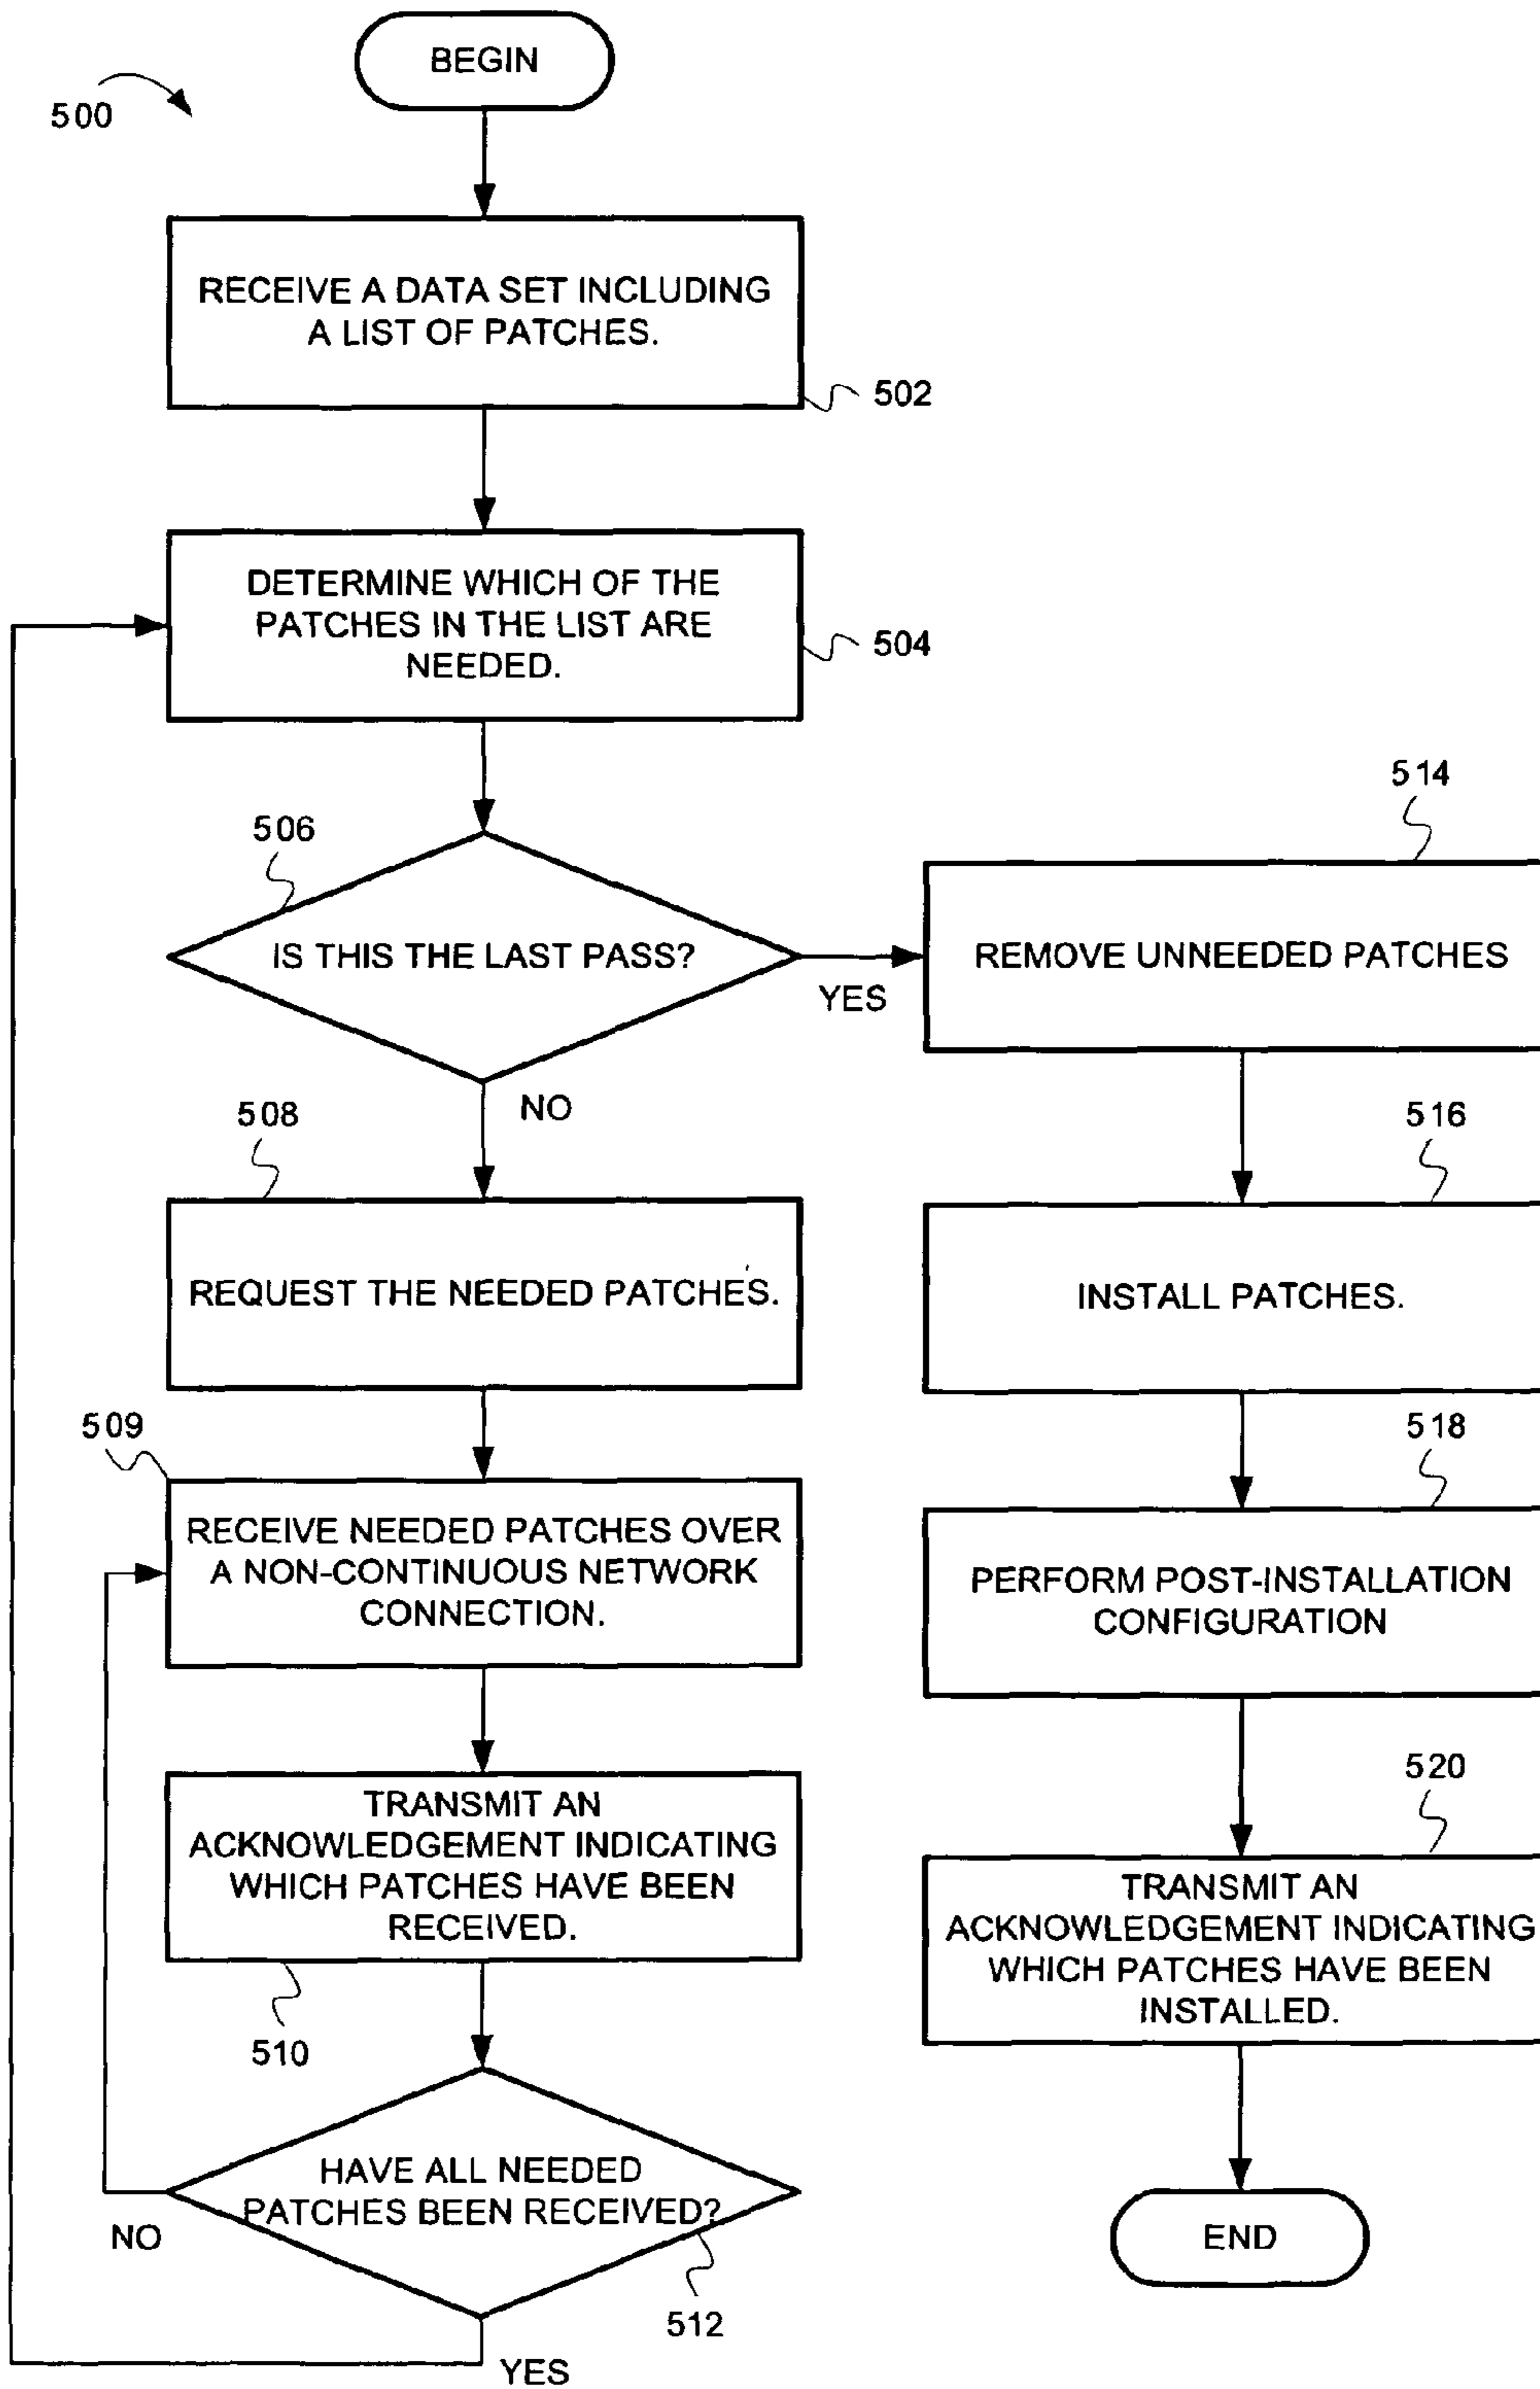 BEGIN
500
RECEIVE A DATA SET INCLUDING
A LIST OF PATCHES.
502
DETERMINE WHICH OF THE
PATCHES IN THE LIST ARE
NEEDED.
504
506
IS THIS THE LAST PASS?
YES
NO
508
REQUEST THE NEEDED PATCHES.
509
RECEIVE NEEDED PATCHES OVER
A NON-CONTINUOUS NETWORK
CONNECTION.
TRANSMIT AN
ACKNOWLEDGEMENT INDICATING
WHICH PATCHES HAVE BEEN
RECEIVED.
510
HAVE ALL NEEDED
PATCHES BEEN RECEIVED?
NO
512
YES
514
REMOVE UNNEEDED PATCHES
516
INSTALL PATCHES.
518
PERFORM POST-INSTALLATION
CONFIGURATION
520
TRANSMIT AN
ACKNOWLEDGEMENT INDICATING
WHICH PATCHES HAVE BEEN
INSTALLED.
END